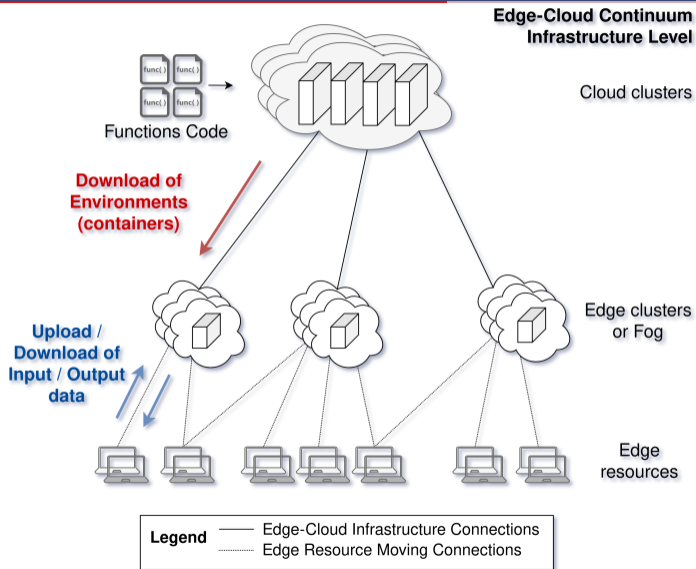 Edge-Cloud Continuum
Infrastructure Level
func( ) func( )
func( ) func( )
Functions Code
Cloud clusters
Download of
Environments
(containers)
Upload /
Download of
Input / Output
data
Edge clusters
or Fog
Edge
resources
Legend
Edge-Cloud Infrastructure Connections
Edge Resource Moving Connections